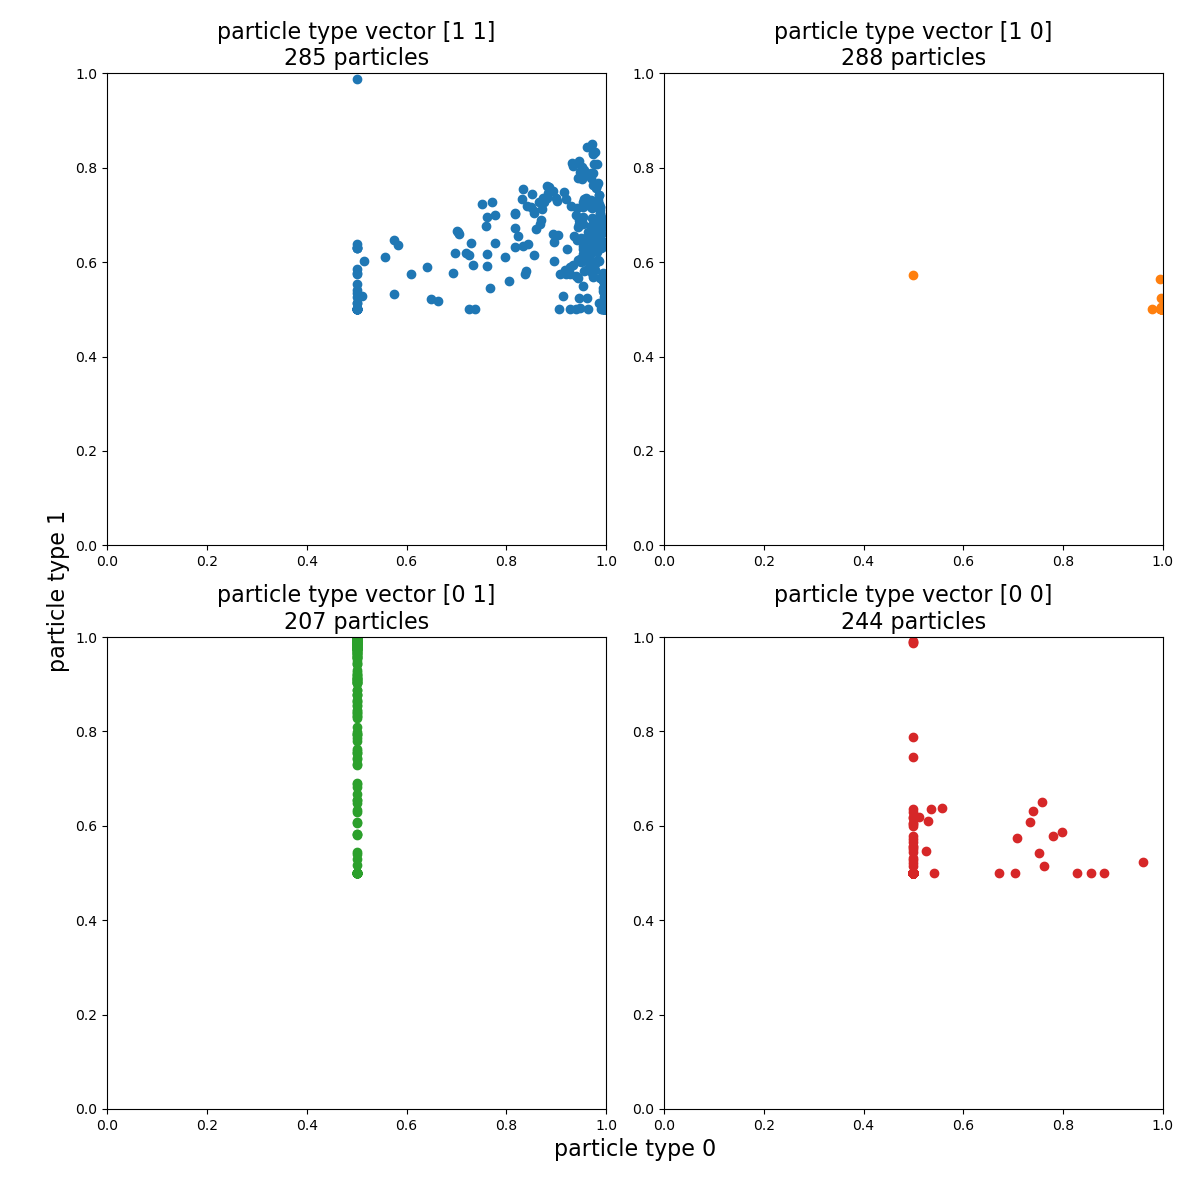 particle type vector [1 1]
285 particles
particle type vector [1 0]
288 particles
1.0
0.8
0.6
0.4
0.2
0.0
0.0 0.2 0.4 0.6 0.8 1.0
1.0
0.8
0.6
0.4
0.2
0.0
0.0 0.2 0.4 0.6 0.8 1.0
particle type 1
particle type vector [0 1]
207 particles
particle type vector [0 0]
244 particles
1.0
0.8
0.6
0.4
0.2
0.0
0.0 0.2 0.4 0.6 0.8 1.0
1.0
0.8
0.6
0.4
0.2
0.0
0.0 0.2 0.4 0.6 0.8 1.0
particle type 0